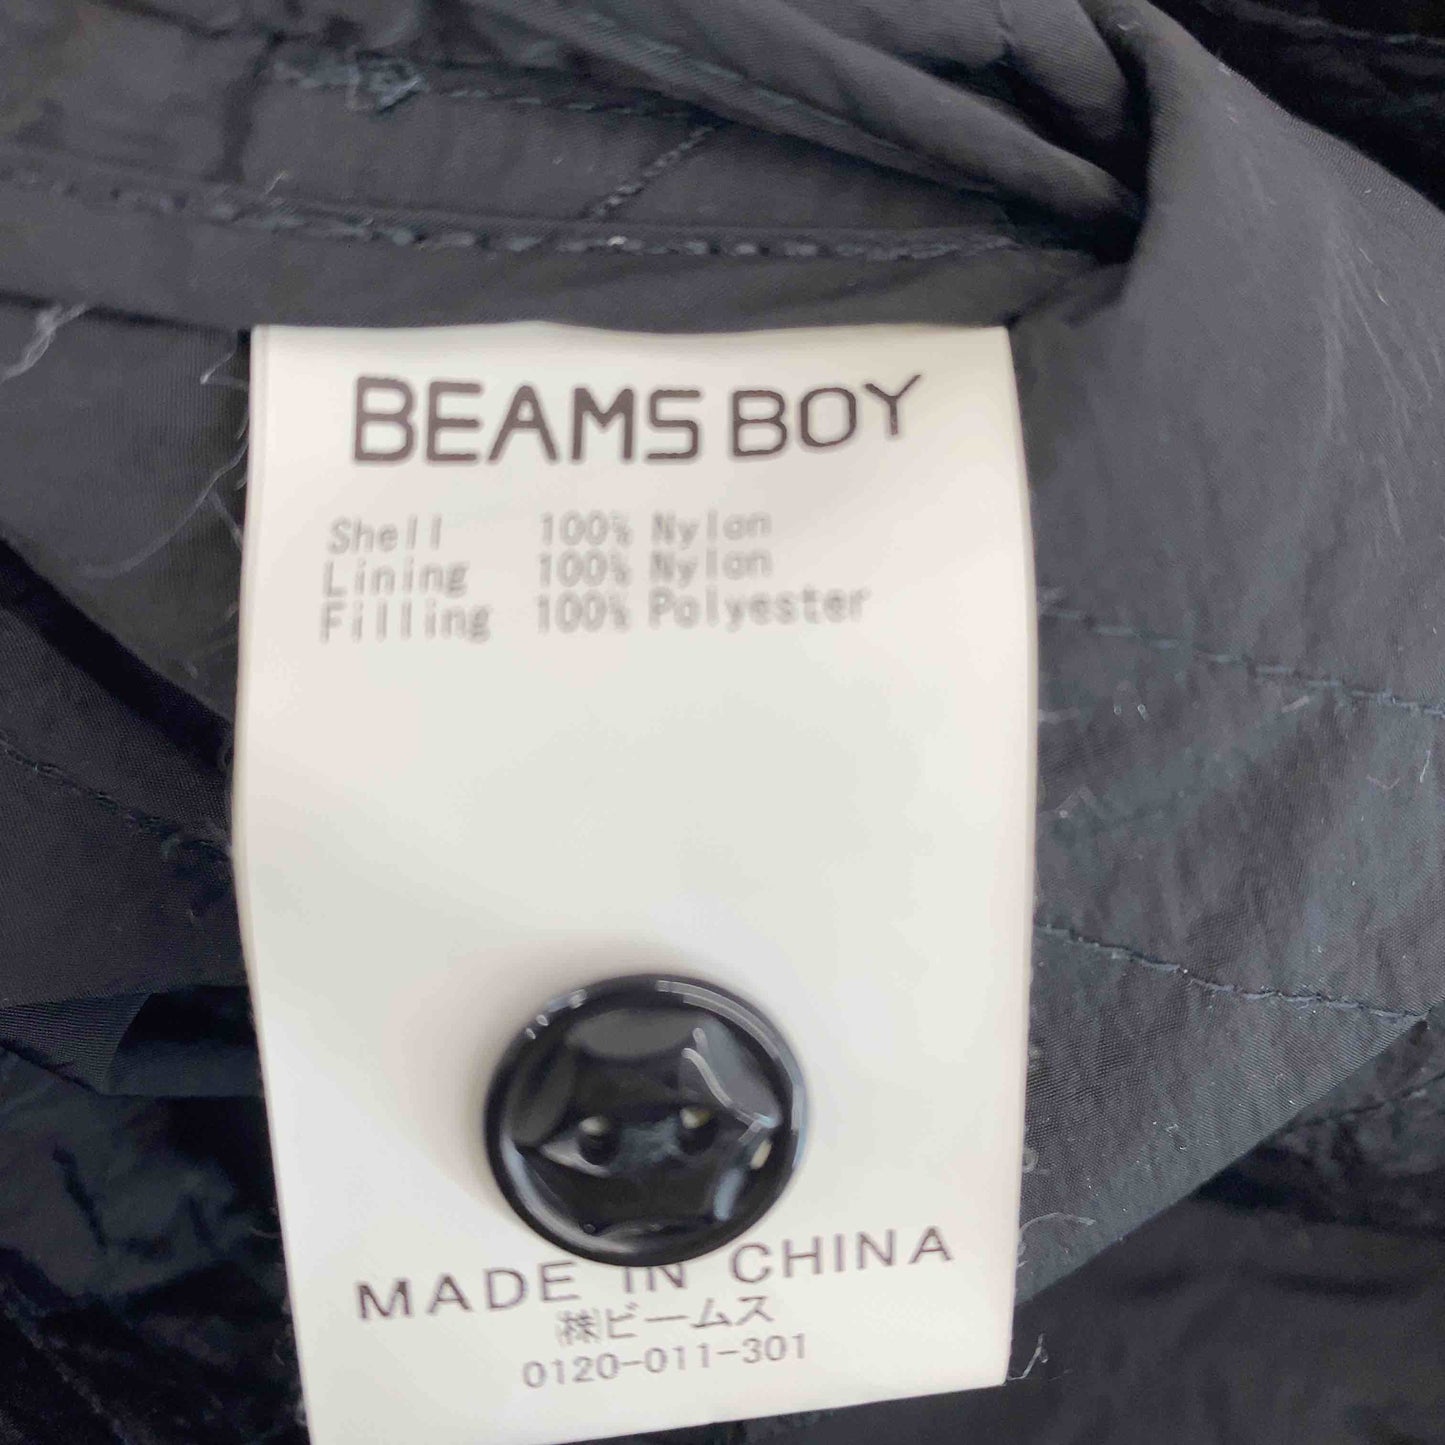 BEAMS BOY
Shell 100% Nylon
Lining 100% Nylon
Filling 100% Polyester
MADE IN CHINA
㈱ビームス
0120-011-301